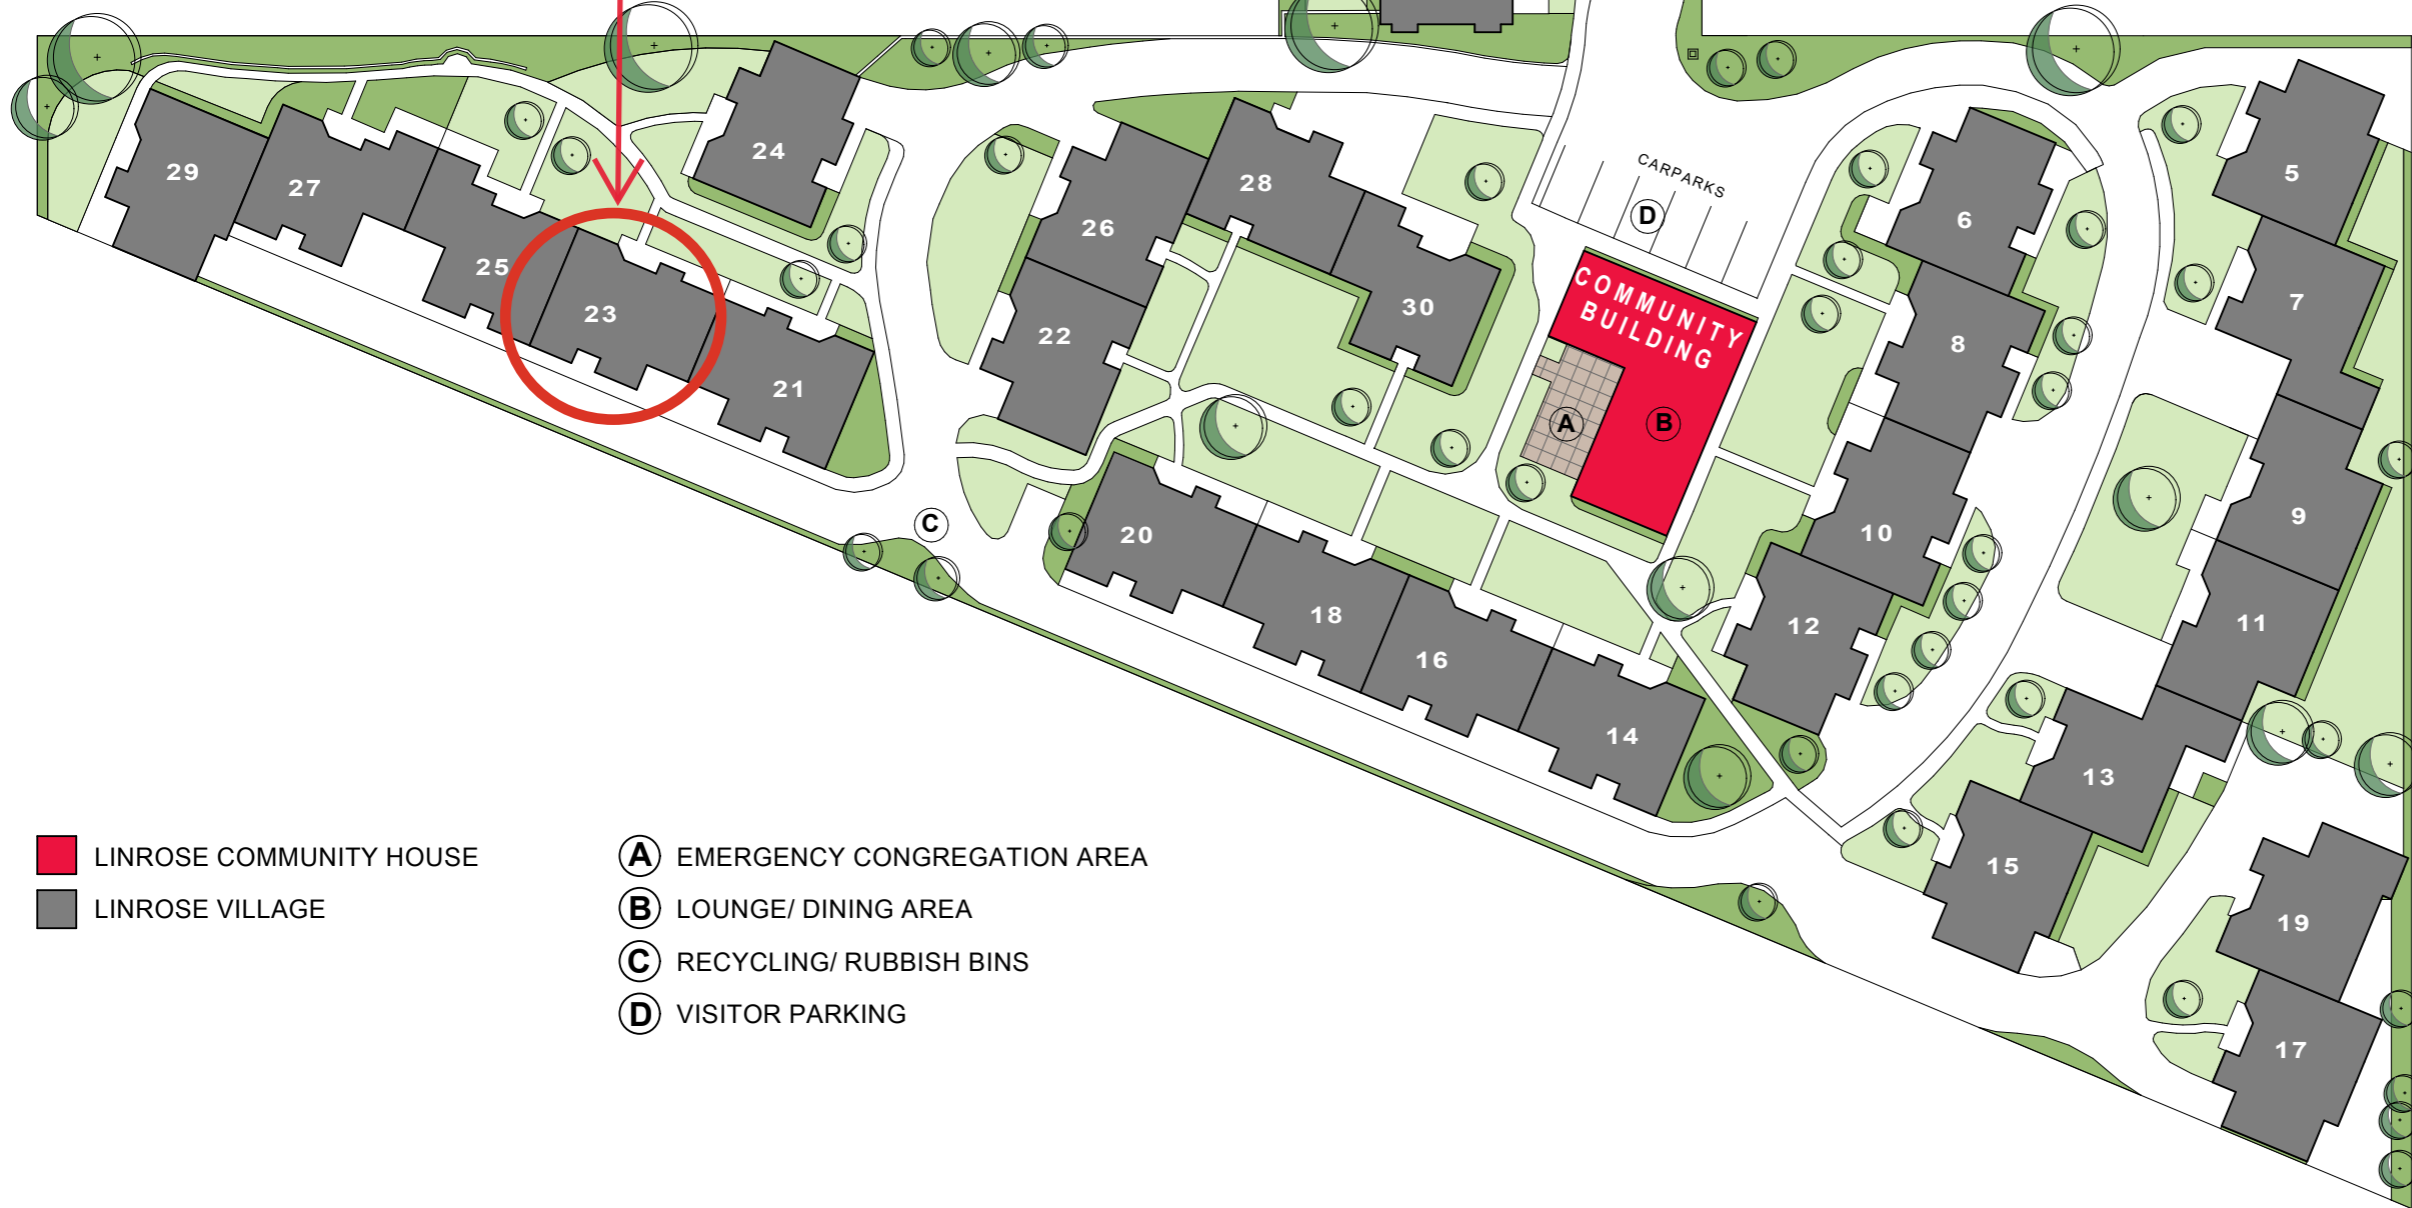 24
29
27
25
23
21
26
28
22
30
20
18
16
14
CARPARKS
D
COMMUNITY
BUILDING
A
B
C
6
8
10
12
5
7
9
11
13
15
19
17
LINROSE COMMUNITY HOUSE
LINROSE VILLAGE
A EMERGENCY CONGREGATION AREA
B LOUNGE/ DINING AREA
C RECYCLING/ RUBBISH BINS
D VISITOR PARKING